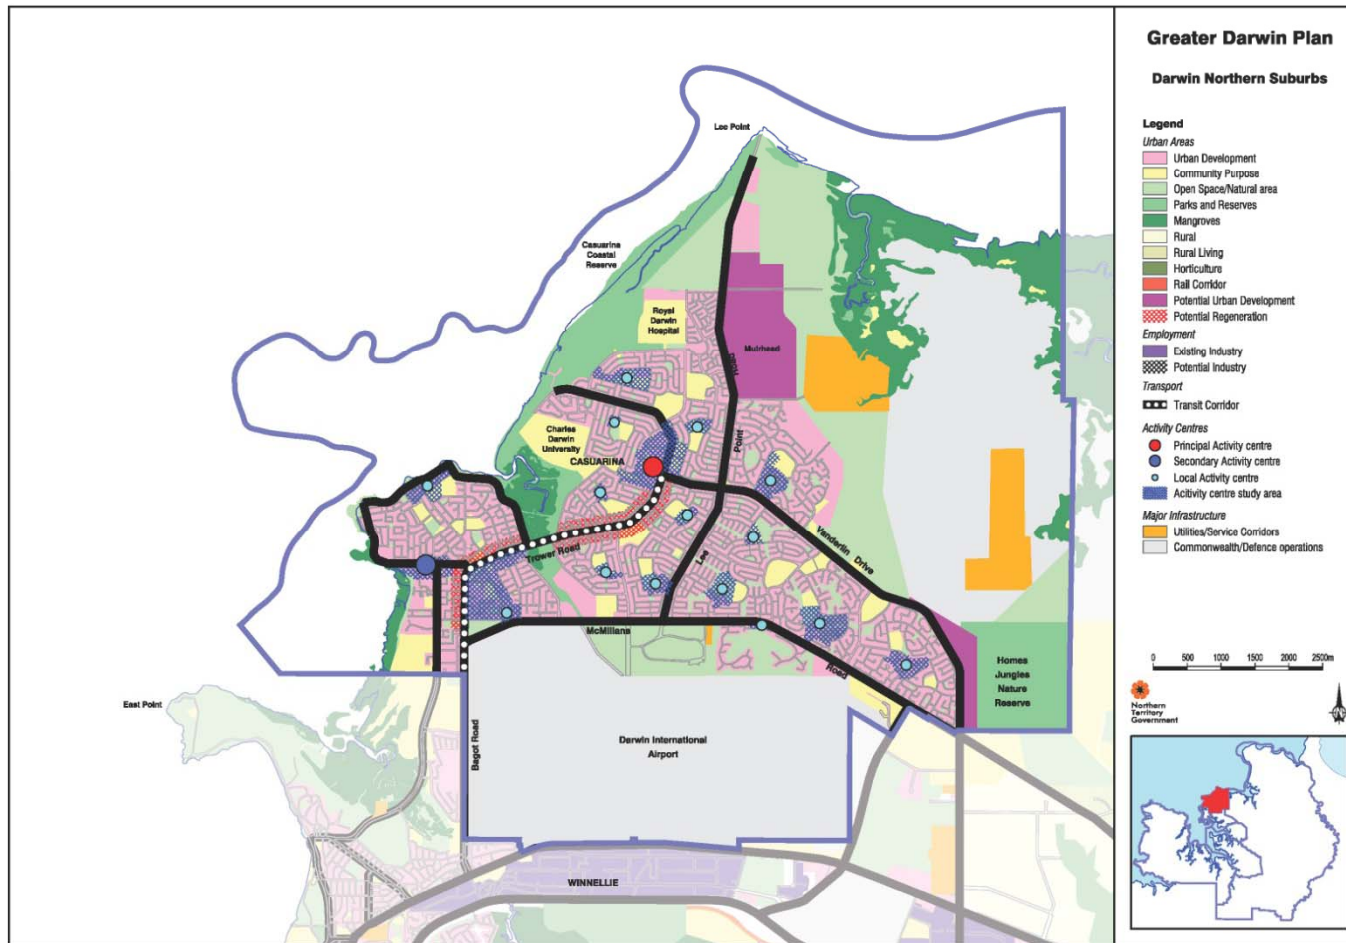 Greater Darwin Plan
Darwin Northern Suburbs
Legend
Urban Areas
Urban Development
Community Purpose
Open Space/Natural area
Parks and Reserves
Mangroves
Rural
Rural Living
Horticulture
Rail Corridor
Potential Urban Development
Potential Regeneration
Employment
Existing Industry
Potential Industry
Transport
Transit Corridor
Activity Centres
Principal Activity centre
Secondary Activity centre
Local Activity centre
Acitivity centre study area
Major Infrastructure
Utilities/Service Corridors
Commonwealth/Defence operations
0 500 1000 1500 2000 2500m
Northern
Territory
Government
Lee Point
Casuarina
Coastal
Reserve
Royal
Darwin
Hospital
Muirhead
Road
Point
Lee
Charles
Darwin
University
CASUARINA
Trower Road
Vanderlin Drive
McMillans
Road
Homes
Jungles
Nature
Reserve
East Point
Bagot Road
Darwin International
Airport
WINNELLIE